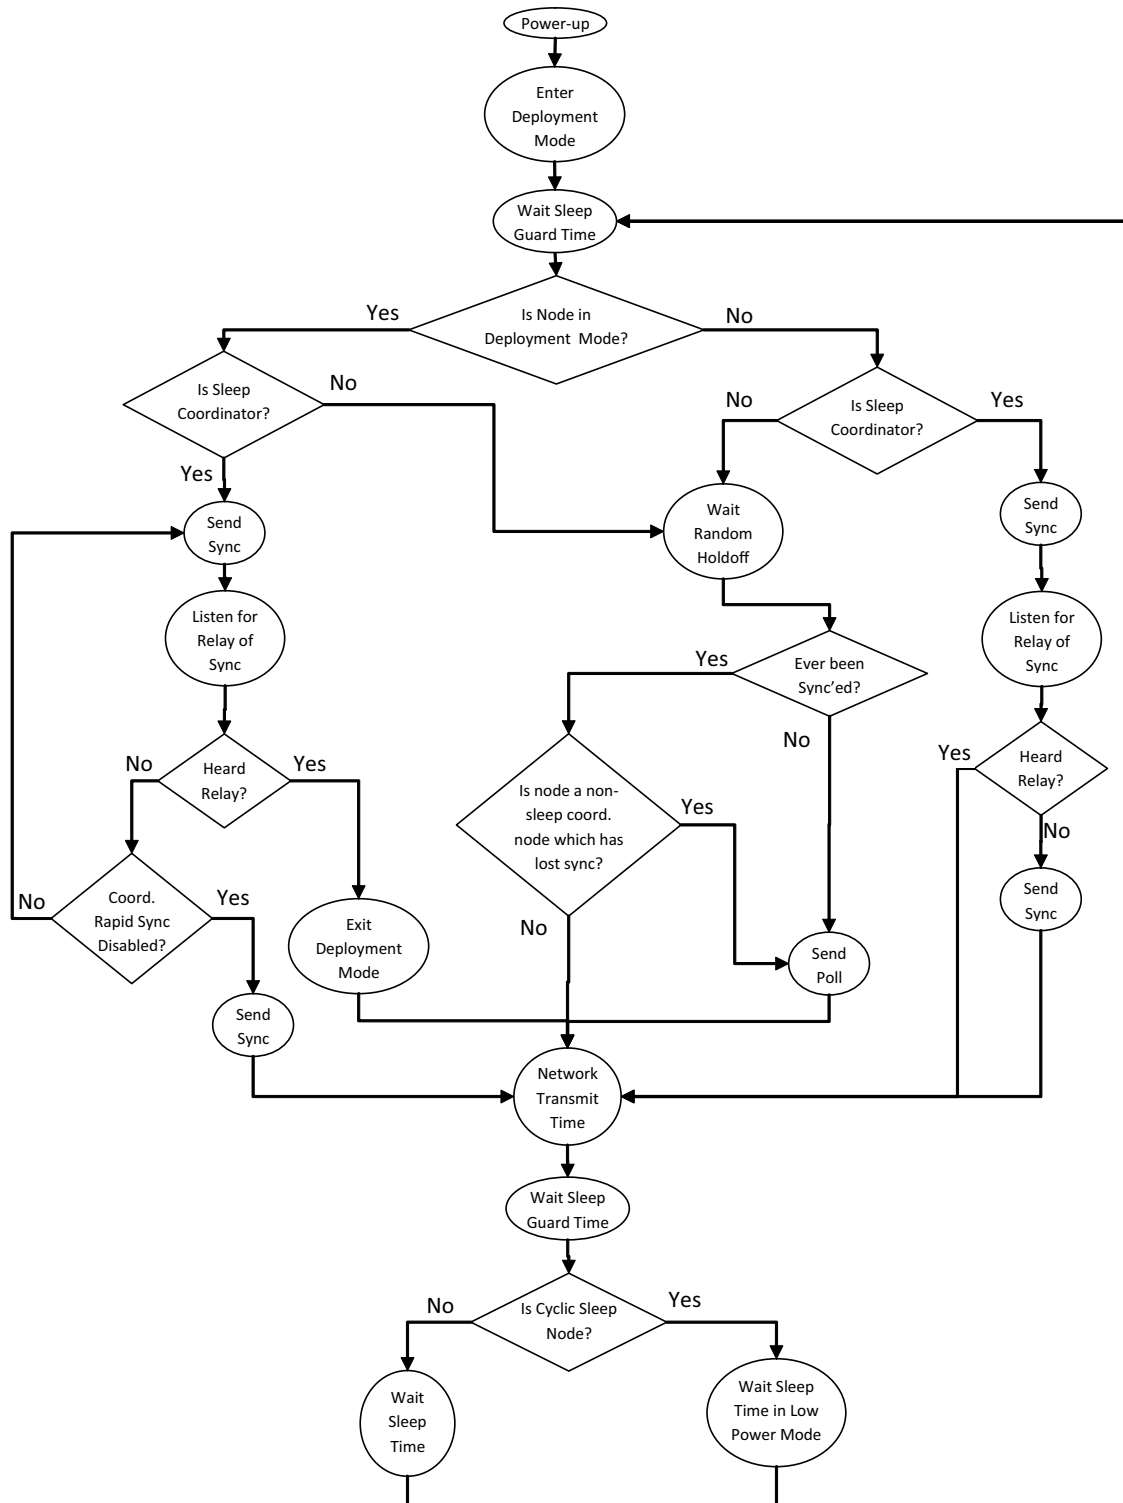 Power-up
Enter
Deployment
Mode
Wait Sleep
Guard Time
Is Node in
Deployment Mode?
Yes
No
Is Sleep
Coordinator?
No
Yes
Is Sleep
Coordinator?
No
Yes
Send
Sync
Wait
Random
Holdoff
Send
Sync
Listen for
Relay of
Sync
Listen for
Relay of
Sync
Ever been
Sync'ed?
Yes
No
Heard
Relay?
No
Yes
Is node a non-
sleep coord.
node which has
lost sync?
Yes
No
Heard
Relay?
Yes
No
Coord.
Rapid Sync
Disabled?
No
Yes
Exit
Deployment
Mode
Send
Poll
Send
Sync
Send
Sync
Network
Transmit
Time
Wait Sleep
Guard Time
Is Cyclic Sleep
Node?
No
Yes
Wait
Sleep
Time
Wait Sleep
Time in Low
Power Mode